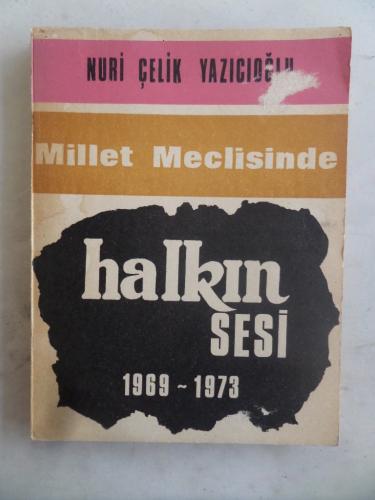 NURİ ÇELİK YAZICIOĞLU
Millet Meclisinde
halkın
SESİ
1969 ~ 1973